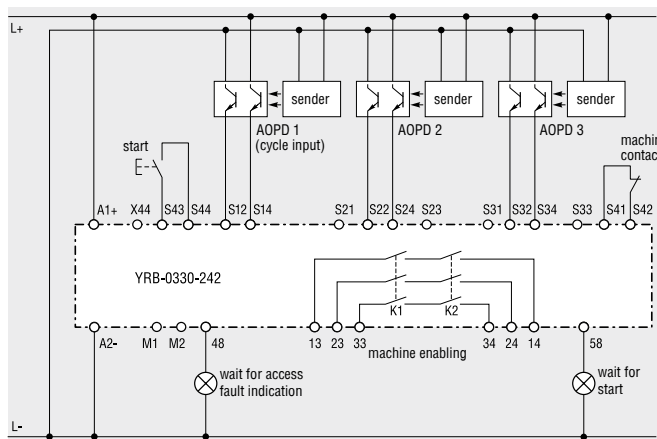 L+
sender
sender
sender
AOPD 1
(cycle input)
AOPD 2
AOPD 3
start
E
A1+ X44 S43 S44 S12 S14 S21 S22 S24 S23 S31 S32 S34 S33 S41 S42
YRB-0330-242
K1 K2
A2- M1 M2 48 13 23 33 34 24 14 58
machine enabling
wait for access
fault indication
wait for
start
L-